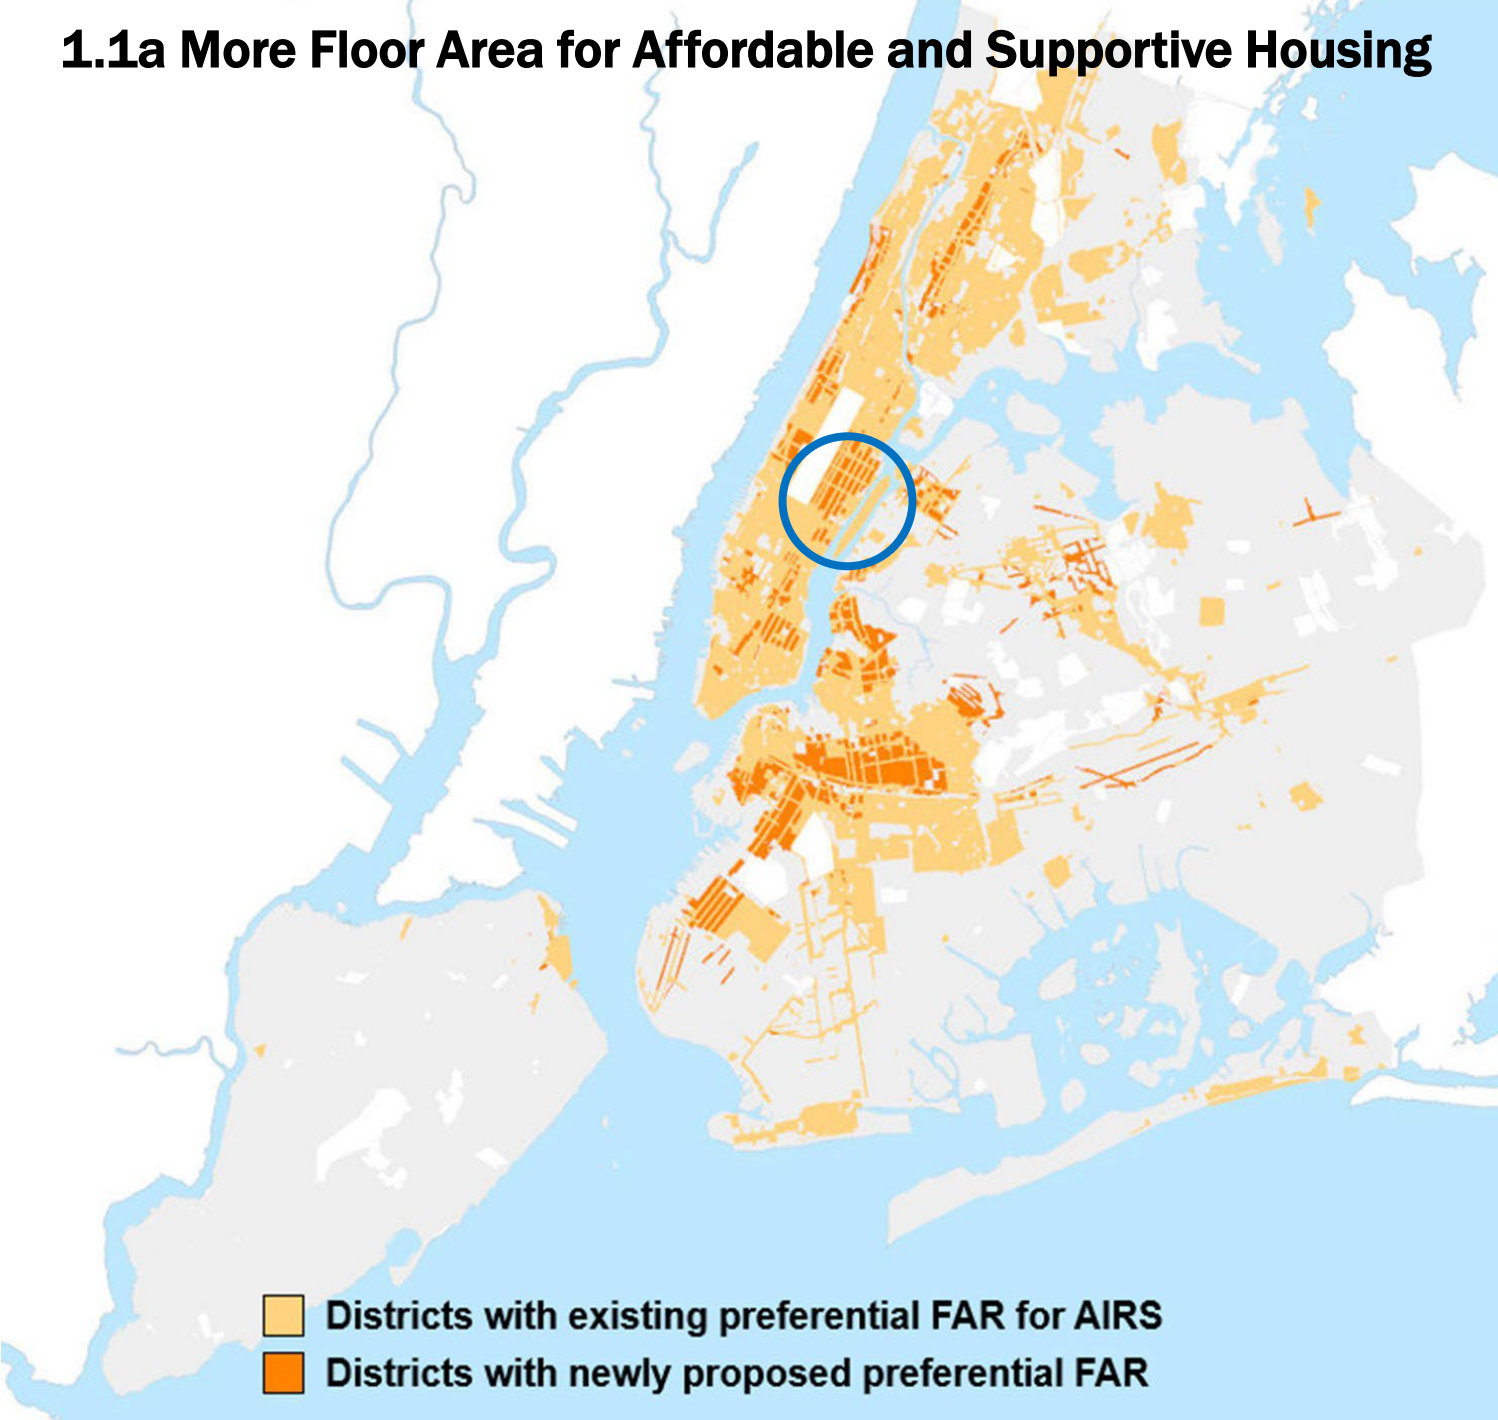 1.1a More Floor Area for Affordable and Supportive Housing
Districts with existing preferential FAR for AIRS
Districts with newly proposed preferential FAR